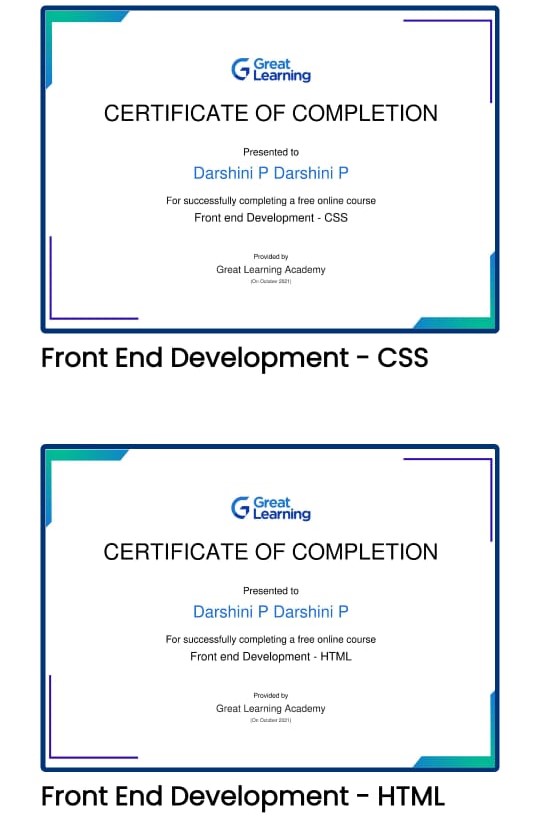 Great
Learning
CERTIFICATE OF COMPLETION
Presented to
Darshini P Darshini P
For successfully completing a free online course
Front end Development - CSS
Provided by
Great Learning Academy
(On October 2021)
Front End Development - CSS
Great
Learning
CERTIFICATE OF COMPLETION
Presented to
Darshini P Darshini P
For successfully completing a free online course
Front end Development - HTML
Provided by
Great Learning Academy
(On October 2021)
Front End Development - HTML